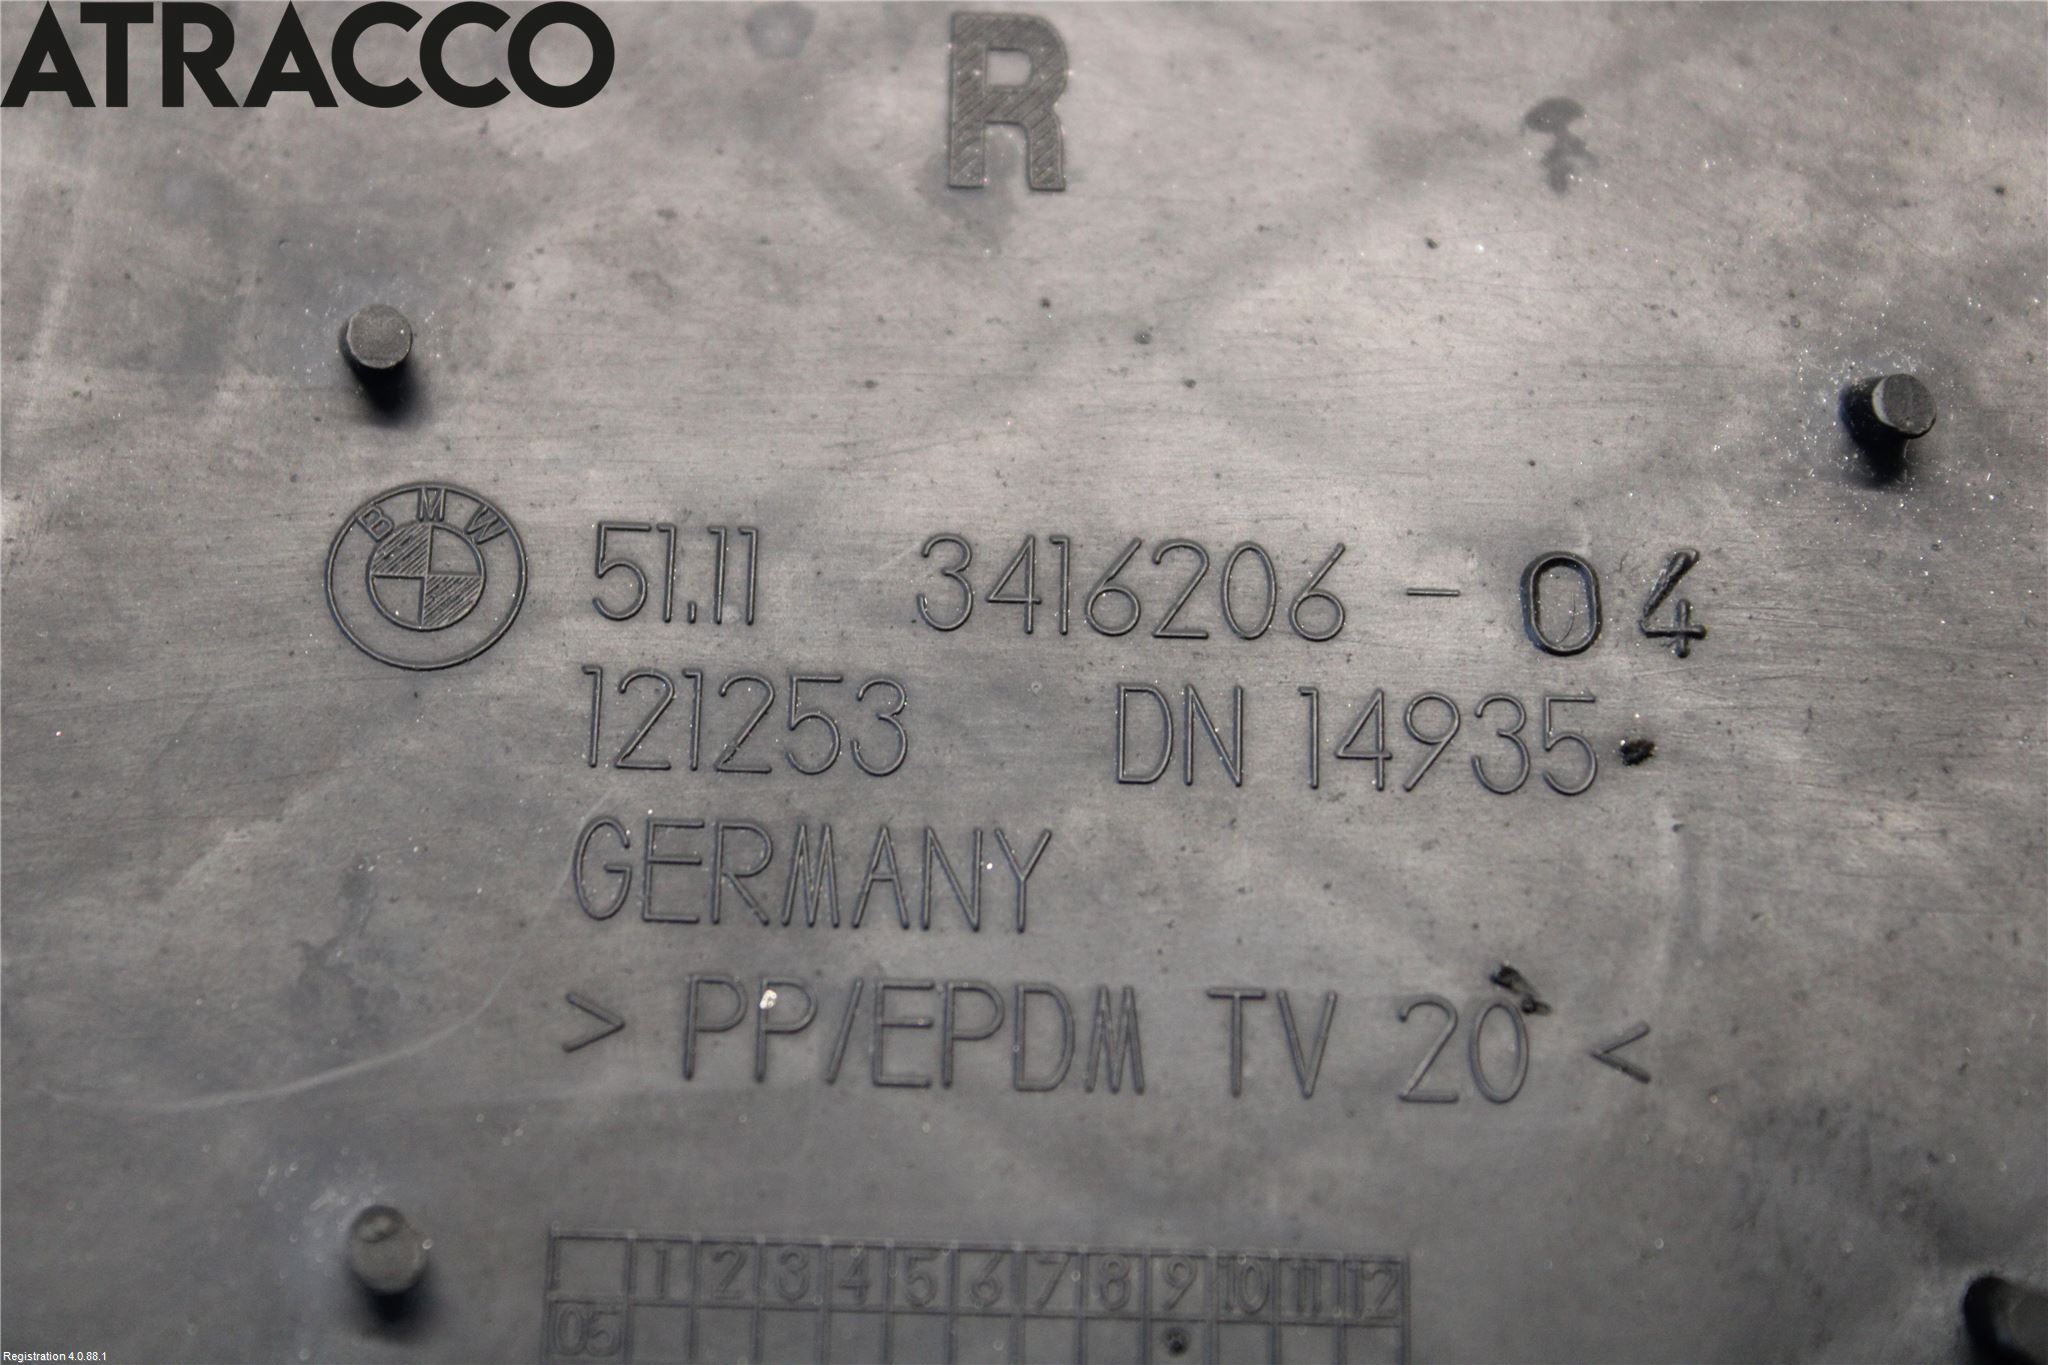 ATRACCO
R
BMW 51.11 3416206 - 04
121253 DN 14935
GERMANY
> PP/EPDM TV 20 <
1 2 3 4 5 6 7 8 9 10 11 12
05
Registration 4.0.88.1